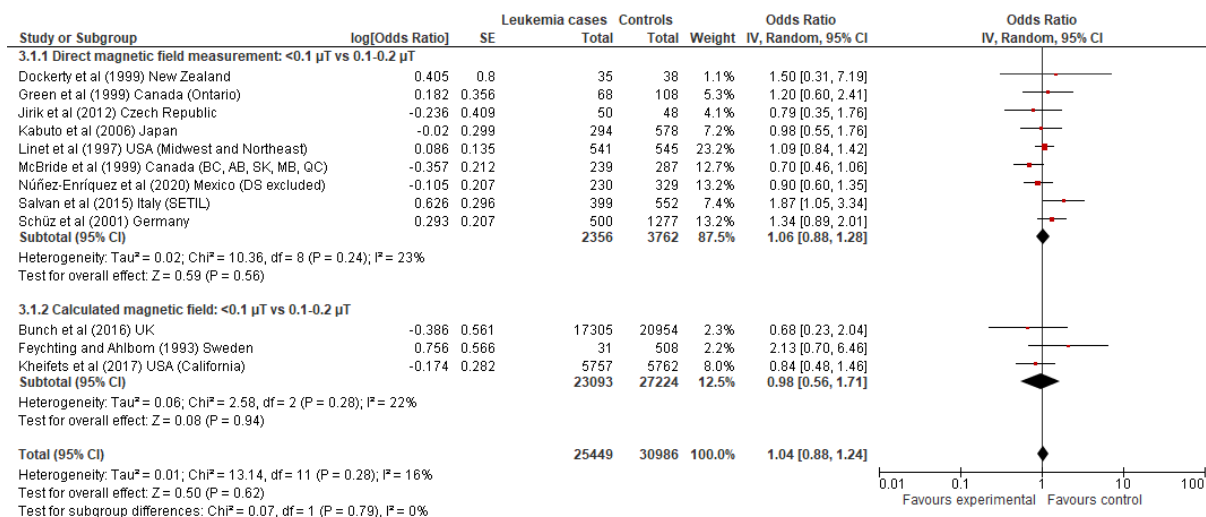 Leukemia cases Controls Odds Ratio Odds Ratio
Study or Subgroup log[Odds Ratio] SE Total Total Weight IV, Random, 95% CI IV, Random, 95% CI
3.1.1 Direct magnetic field measurement: <0.1 µT vs 0.1-0.2 µT
Dockerty et al (1999) New Zealand 0.405 0.8 35 38 1.1% 1.50 [0.31, 7.19]
Green et al (1999) Canada (Ontario) 0.182 0.356 68 108 5.3% 1.20 [0.60, 2.41]
Jirik et al (2012) Czech Republic -0.236 0.409 50 48 4.1% 0.79 [0.35, 1.76]
Kabuto et al (2006) Japan -0.02 0.299 294 578 7.2% 0.98 [0.55, 1.76]
Linet et al (1997) USA (Midwest and Northeast) 0.086 0.135 541 545 23.2% 1.09 [0.84, 1.42]
McBride et al (1999) Canada (BC, AB, SK, MB, QC) -0.357 0.212 239 287 12.7% 0.70 [0.46, 1.06]
Núñez-Enríquez et al (2020) Mexico (DS excluded) -0.105 0.207 230 329 13.2% 0.90 [0.60, 1.35]
Salvan et al (2015) Italy (SETIL) 0.626 0.296 399 552 7.4% 1.87 [1.05, 3.34]
Schüz et al (2001) Germany 0.293 0.207 500 1277 13.2% 1.34 [0.89, 2.01]
Subtotal (95% CI) 2356 3762 87.5% 1.06 [0.88, 1.28]
Heterogeneity: Tau² = 0.02; Chi² = 10.36, df = 8 (P = 0.24); I² = 23%
Test for overall effect: Z = 0.59 (P = 0.56)
3.1.2 Calculated magnetic field: <0.1 µT vs 0.1-0.2 µT
Bunch et al (2016) UK -0.386 0.561 17305 20954 2.3% 0.68 [0.23, 2.04]
Feychting and Ahlbom (1993) Sweden 0.756 0.566 31 508 2.2% 2.13 [0.70, 6.46]
Kheifets et al (2017) USA (California) -0.174 0.282 5757 5762 8.0% 0.84 [0.48, 1.46]
Subtotal (95% CI) 23093 27224 12.5% 0.98 [0.56, 1.71]
Heterogeneity: Tau² = 0.06; Chi² = 2.58, df = 2 (P = 0.28); I² = 22%
Test for overall effect: Z = 0.08 (P = 0.94)
Total (95% CI) 25449 30986 100.0% 1.04 [0.88, 1.24]
Heterogeneity: Tau² = 0.01; Chi² = 13.14, df = 11 (P = 0.28); I² = 16%
Test for overall effect: Z = 0.50 (P = 0.62)
Test for subgroup differences: Chi² = 0.07, df = 1 (P = 0.79), I² = 0%
0.01 0.1 1 10 100
Favours experimental Favours control